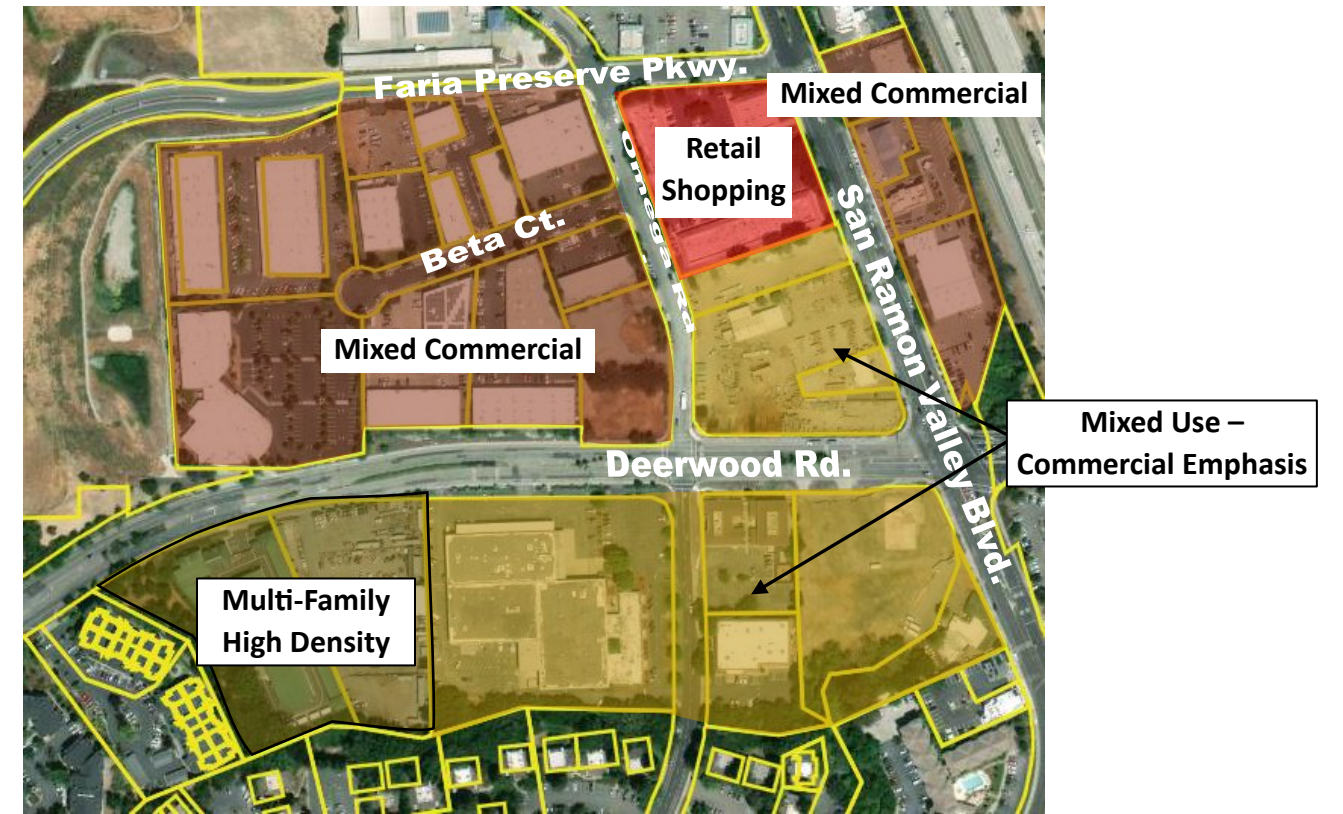 Faria Preserve Pkwy.
Mixed Commercial
Retail
Shopping
Omega Rd
San Ramon Valley Blvd.
Beta Ct.
Mixed Commercial
Mixed Use –
Commercial Emphasis
Deerwood Rd.
Multi-Family
High Density